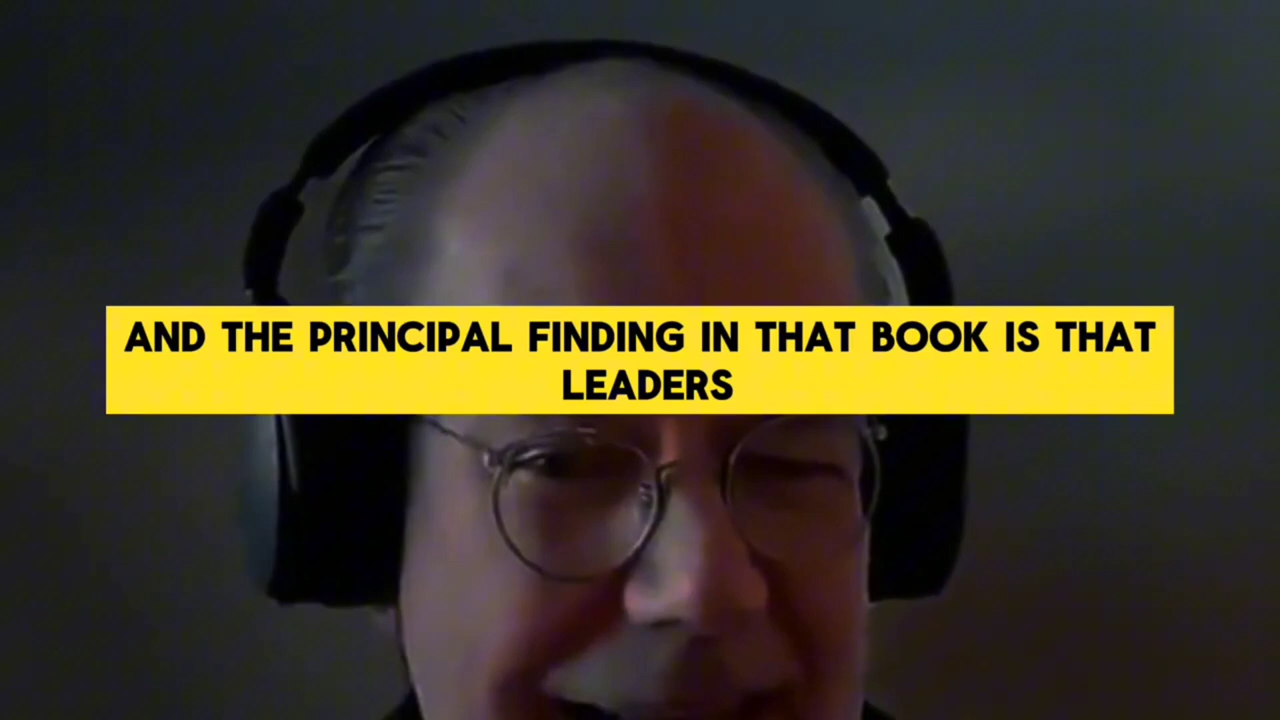 AND THE PRINCIPAL FINDING IN THAT BOOK IS THAT
LEADERS